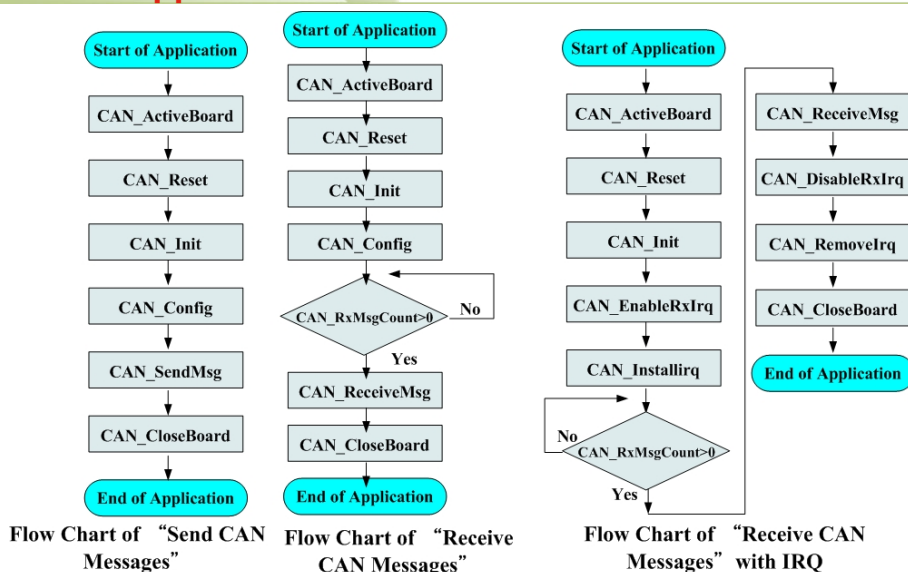 Start of Application
CAN_ActiveBoard
CAN_Reset
CAN_Init
CAN_Config
CAN_SendMsg
CAN_CloseBoard
End of Application
Flow Chart of “Send CAN
Messages”
Start of Application
CAN_ActiveBoard
CAN_Reset
CAN_Init
CAN_Config
CAN_RxMsgCount>0
No
Yes
CAN_ReceiveMsg
CAN_CloseBoard
End of Application
Flow Chart of “Receive
CAN Messages”
Start of Application
CAN_ActiveBoard
CAN_Reset
CAN_Init
CAN_EnableRxIrq
CAN_Installirq
No
CAN_RxMsgCount>0
Yes
CAN_ReceiveMsg
CAN_DisableRxIrq
CAN_RemoveIrq
CAN_CloseBoard
End of Application
Flow Chart of “Receive CAN
Messages” with IRQ